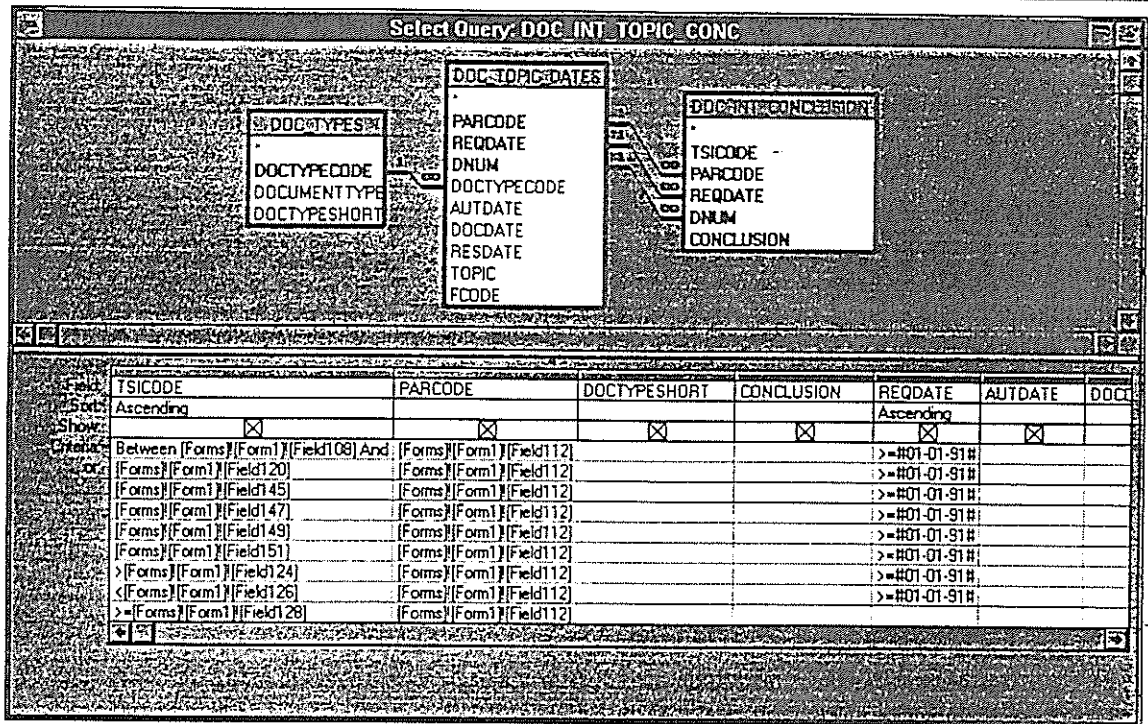 Select Query: DOC_INT_TOPIC_CONC
DOC_TYPES
*
DOCTYPECODE
DOCUMENTTYPE
DOCTYPESHORT
DOC_TOPIC_DATES
*
PARCODE
REQDATE
DNUM
DOCTYPECODE
AUTDATE
DOCDATE
RESDATE
TOPIC
FCODE
DOC_INT_CONCLUSION
*
TSICODE
PARCODE
REQDATE
DNUM
CONCLUSION
1 ∞
1 ∞
1 ∞
1 ∞
Field: TSICODE PARCODE DOCTYPESHORT CONCLUSION REQDATE AUTDATE DOCD
Sort: Ascending Ascending
Show:
Criteria: Between [Forms]![Form1]![Field108] And [Forms]![Form1]![Field112] >=#01-01-91#
or: [Forms]![Form1]![Field120] [Forms]![Form1]![Field112] >=#01-01-91#
[Forms]![Form1]![Field145] [Forms]![Form1]![Field112] >=#01-01-91#
[Forms]![Form1]![Field147] [Forms]![Form1]![Field112] >=#01-01-91#
[Forms]![Form1]![Field149] [Forms]![Form1]![Field112] >=#01-01-91#
[Forms]![Form1]![Field151] [Forms]![Form1]![Field112] >=#01-01-91#
>[Forms]![Form1]![Field124] [Forms]![Form1]![Field112] >=#01-01-91#
<[Forms]![Form1]![Field126] [Forms]![Form1]![Field112] >=#01-01-91#
>=[Forms]![Form1]![Field128] [Forms]![Form1]![Field112]